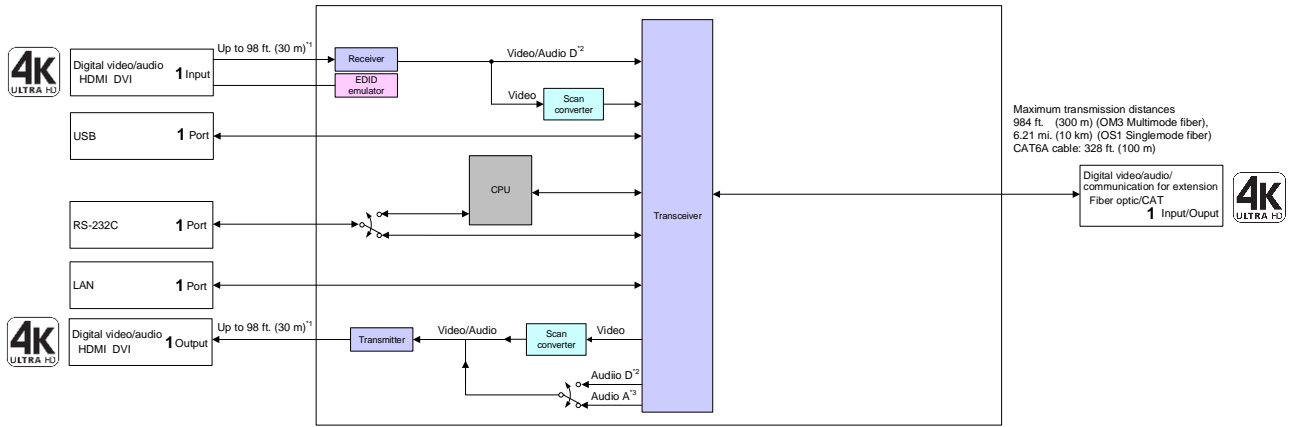 4K
ULTRA HD
Digital video/audio
HDMI DVI
1 Input
Up to 98 ft. (30 m)*1
Receiver
EDID
emulator
Video/Audio D*2
Video
Scan
converter
USB
1 Port
CPU
Transceiver
RS-232C
1 Port
LAN
1 Port
4K
ULTRA HD
Digital video/audio
HDMI DVI
1 Output
Up to 98 ft. (30 m)*1
Transmitter
Video/Audio
Scan
converter
Video
Audiio D*2
Audio A*3
Maximum transmission distances
984 ft. (300 m) (OM3 Multimode fiber),
6.21 mi. (10 km) (OS1 Singlemode fiber)
CAT6A cable: 328 ft. (100 m)
Digital video/audio/
communication for extension
Fiber optic/CAT
1 Input/Ouput
4K
ULTRA HD